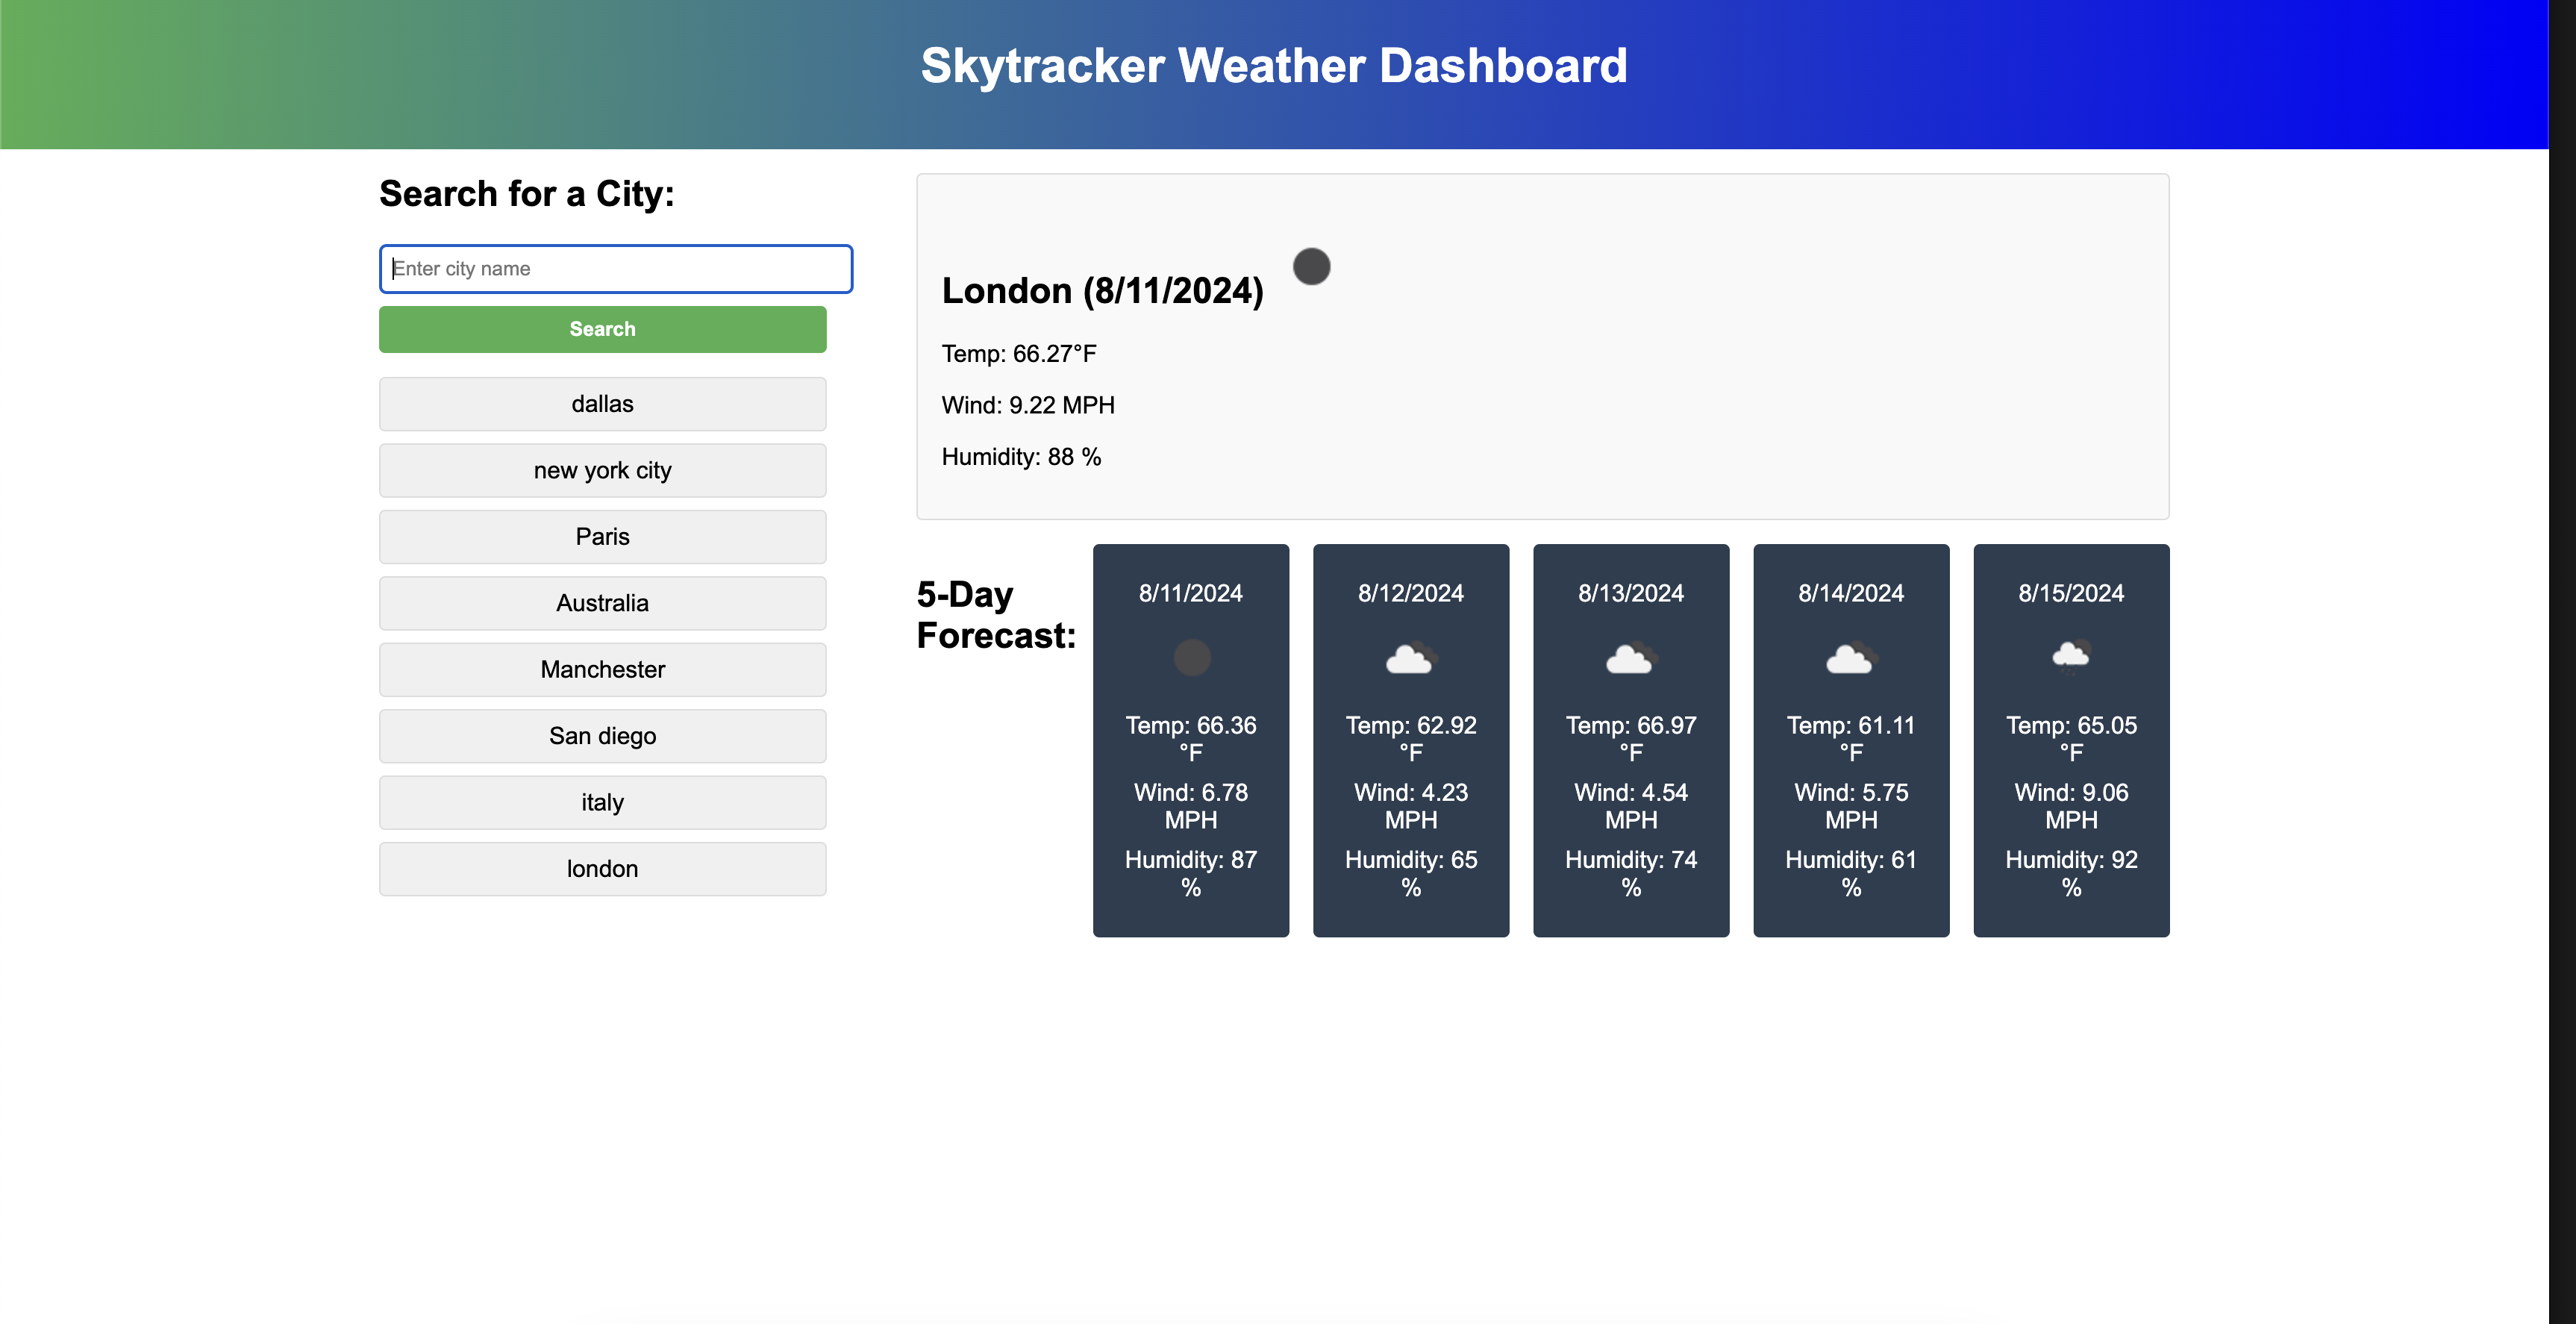 Skytracker Weather Dashboard
Search for a City:
Enter city name
Search
dallas
new york city
Paris
Australia
Manchester
San diego
italy
london
London (8/11/2024)
Temp: 66.27°F
Wind: 9.22 MPH
Humidity: 88 %
5-Day
Forecast:
8/11/2024
Temp: 66.36
°F
Wind: 6.78
MPH
Humidity: 87
%
8/12/2024
Temp: 62.92
°F
Wind: 4.23
MPH
Humidity: 65
%
8/13/2024
Temp: 66.97
°F
Wind: 4.54
MPH
Humidity: 74
%
8/14/2024
Temp: 61.11
°F
Wind: 5.75
MPH
Humidity: 61
%
8/15/2024
Temp: 65.05
°F
Wind: 9.06
MPH
Humidity: 92
%